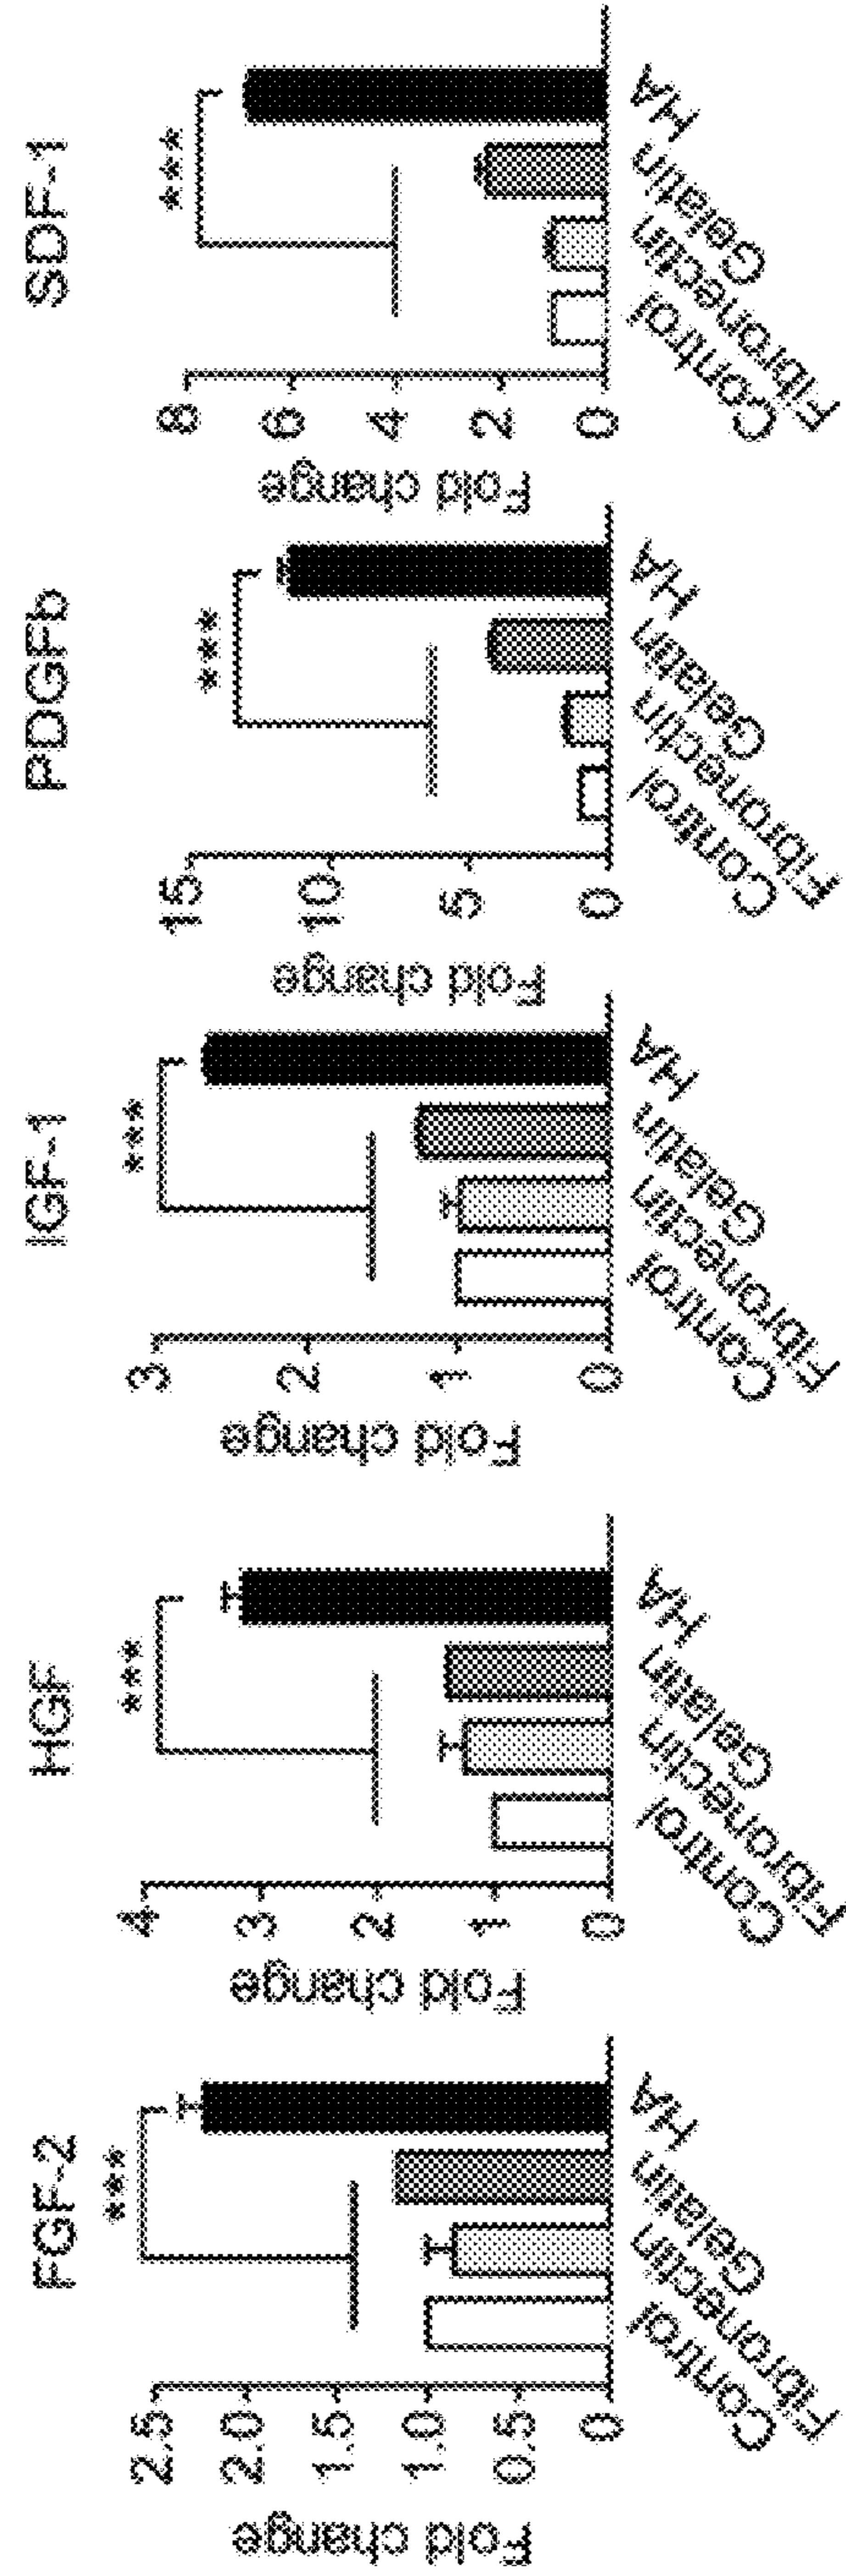 FGF-2
***
Fold change
2.5
2.0
1.5
1.0
0.5
0
Control
Fibronectin
Gelatin
HA
HGF
***
Fold change
4
3
2
1
0
Control
Fibronectin
Gelatin
HA
IGF-1
***
Fold change
3
2
1
0
Control
Fibronectin
Gelatin
HA
PDGFb
***
Fold change
15
10
5
0
Control
Fibronectin
Gelatin
HA
SDF-1
***
Fold change
8
6
4
2
0
Control
Fibronectin
Gelatin
HA